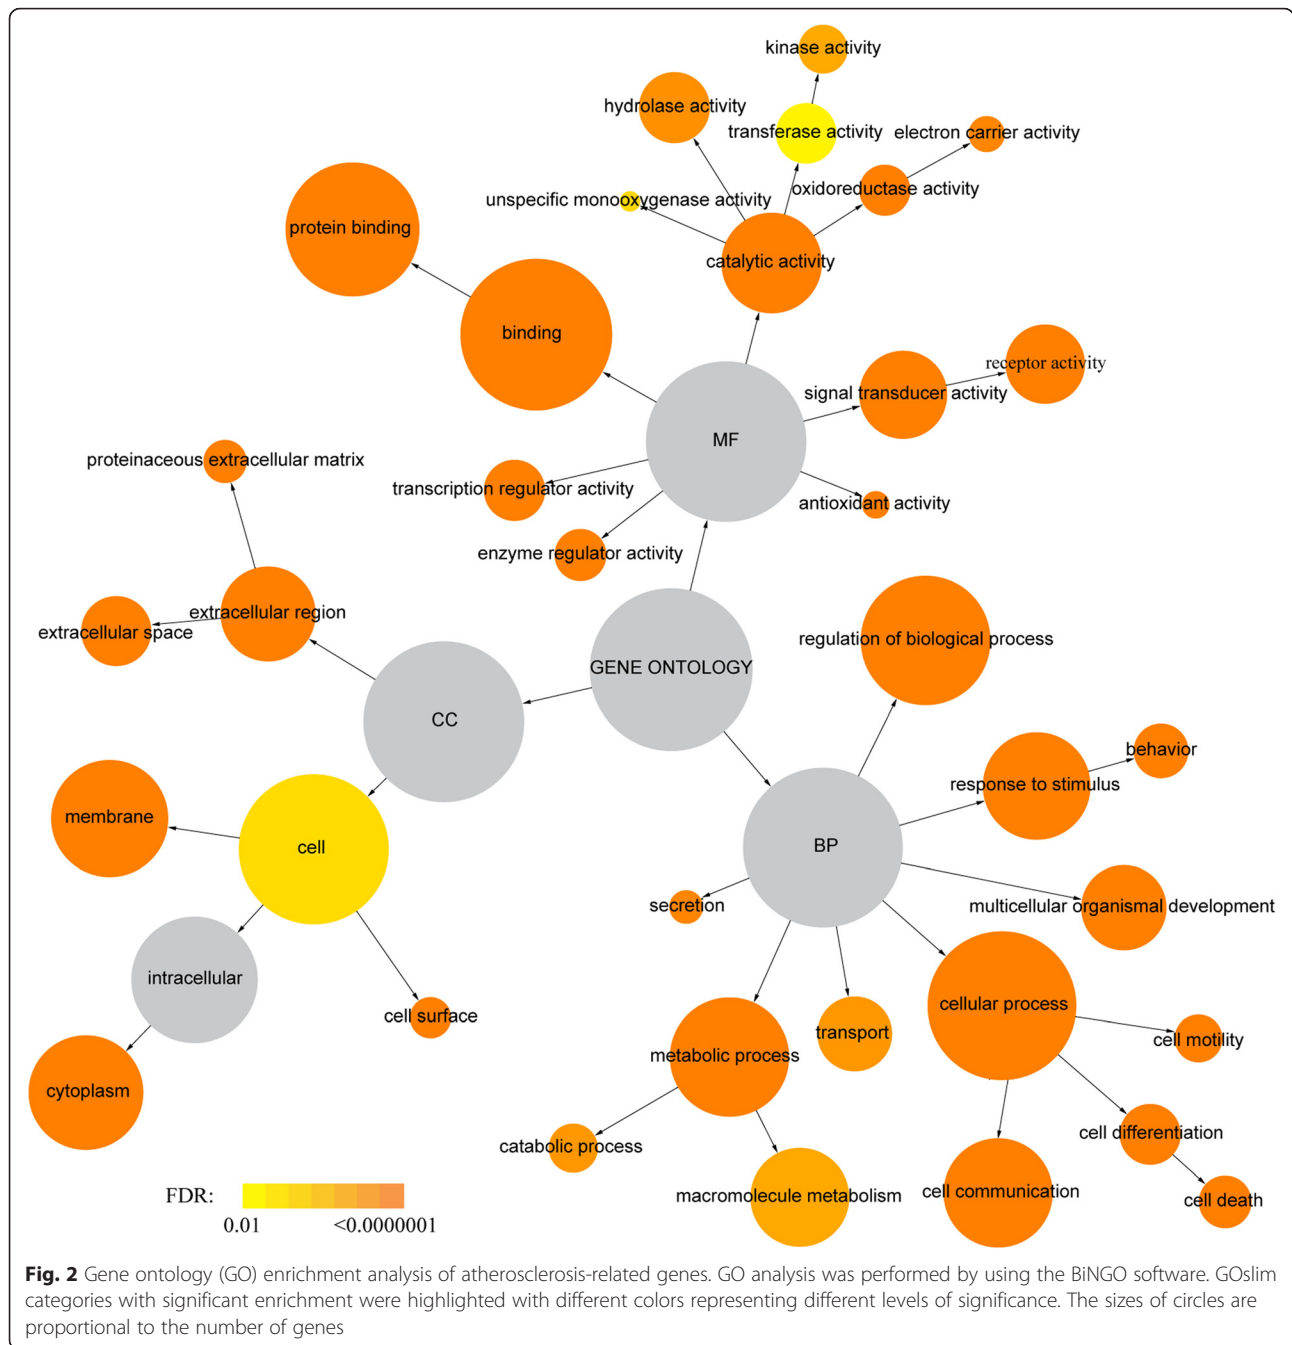 kinase activity
hydrolase activity
transferase activity
electron carrier activity
unspecific monooxygenase activity
oxidoreductase activity
protein binding
catalytic activity
binding
receptor activity
signal transducer activity
MF
proteinaceous extracellular matrix
transcription regulator activity
antioxidant activity
enzyme regulator activity
extracellular region
extracellular space
regulation of biological process
GENE ONTOLOGY
CC
behavior
response to stimulus
membrane
cell
BP
secretion
multicellular organismal development
intracellular
cell surface
cellular process
transport
cell motility
metabolic process
cytoplasm
cell differentiation
catabolic process
macromolecule metabolism
cell communication
cell death
FDR:
0.01 <0.0000001
Fig. 2 Gene ontology (GO) enrichment analysis of atherosclerosis-related genes. GO analysis was performed by using the BiNGO software. GOslim
categories with significant enrichment were highlighted with different colors representing different levels of significance. The sizes of circles are
proportional to the number of genes